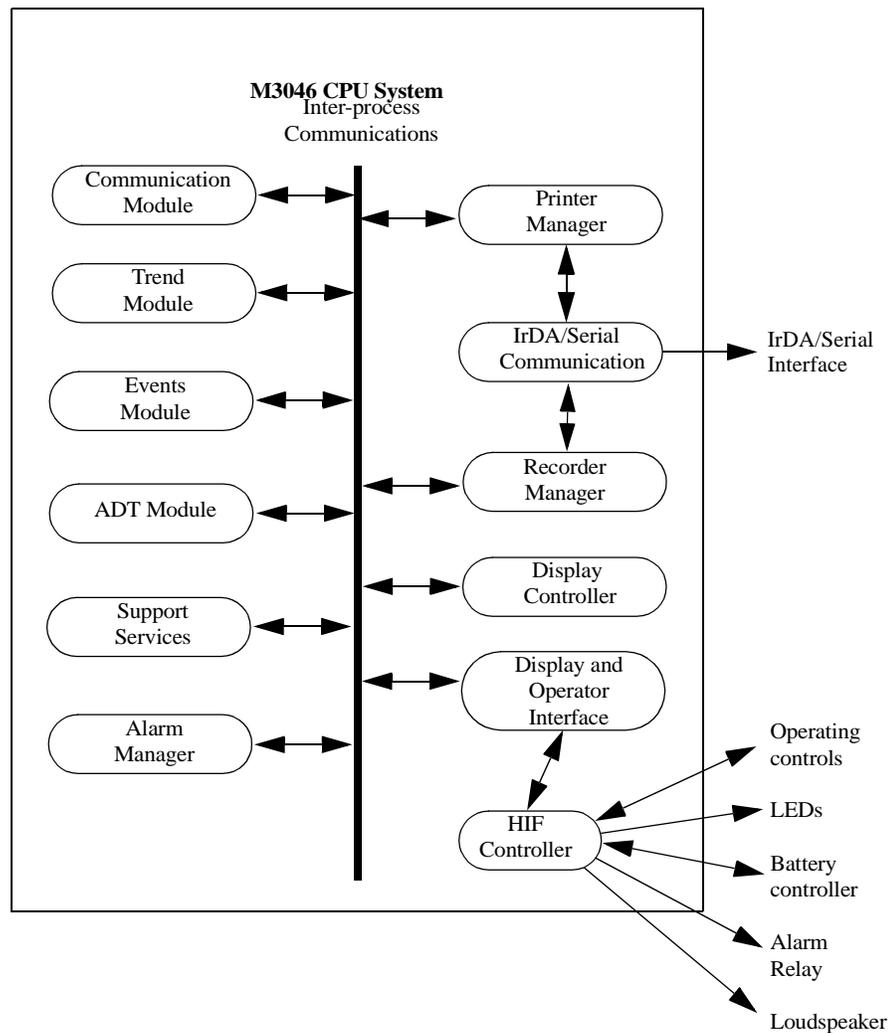 M3046 CPU System
Inter-process
Communications
Communication
Module
Trend
Module
Events
Module
ADT Module
Support
Services
Alarm
Manager
Printer
Manager
IrDA/Serial
Communication
Recorder
Manager
Display
Controller
Display and
Operator
Interface
HIF
Controller
IrDA/Serial
Interface
Operating
controls
LEDs
Battery
controller
Alarm
Relay
Loudspeaker